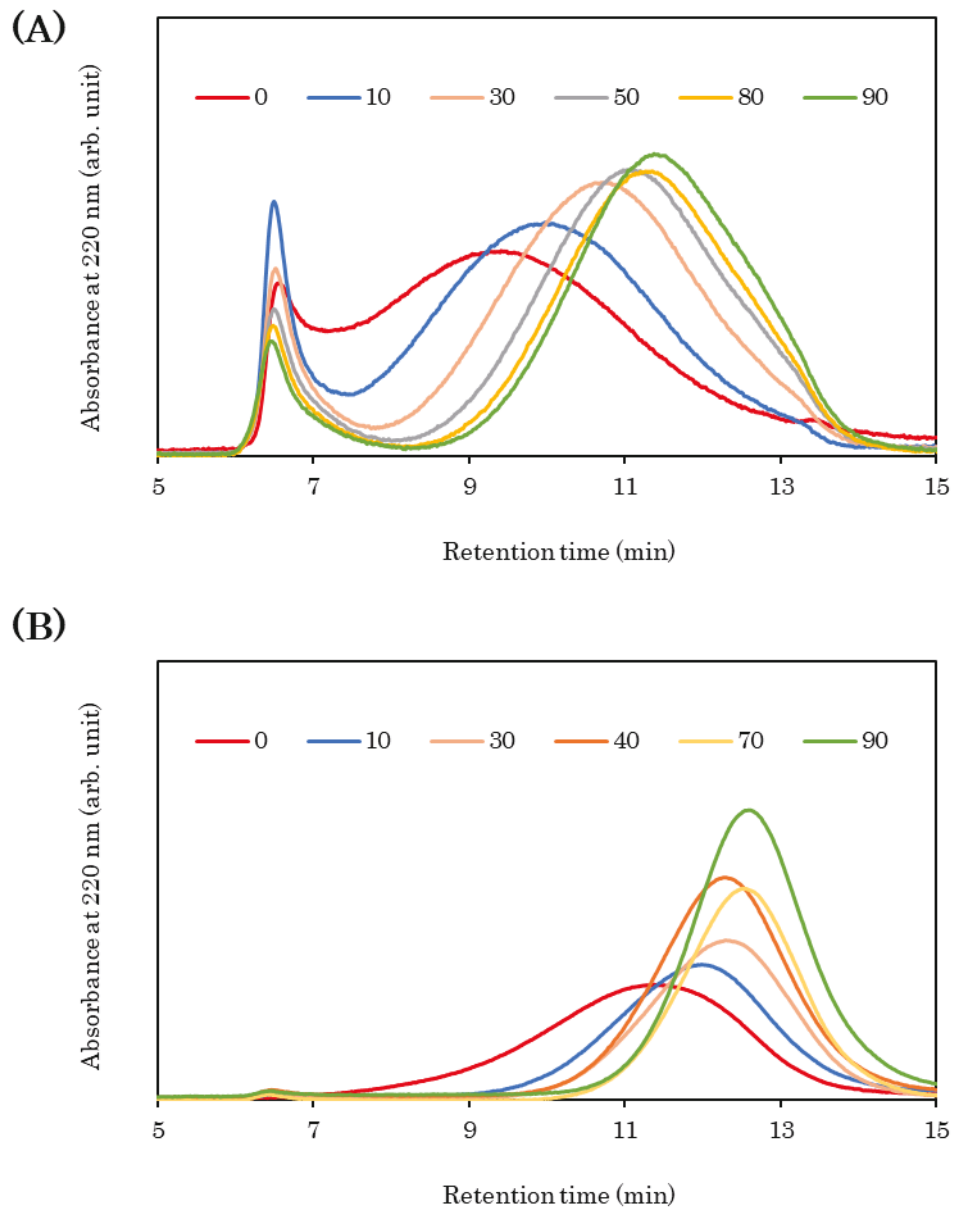 (A)
Absorbance at 220 nm (arb. unit)
0 10 30 50 80 90
5 7 9 11 13 15
Retention time (min)
(B)
Absorbance at 220 nm (arb. unit)
0 10 30 40 70 90
5 7 9 11 13 15
Retention time (min)